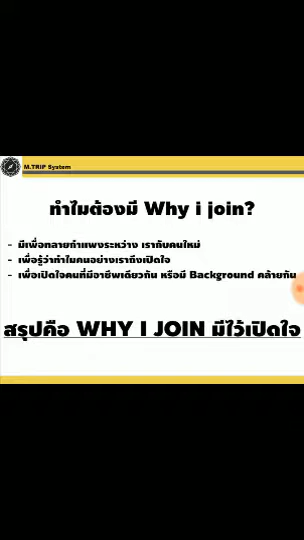 M.TRIP System
ทำไมต้องมี Why i join?
- มีเพื่อทลายกำแพงระหว่าง เรากับคนใหม่
- เพื่อรู้ว่าทำไมคนอย่างเราถึงเปิดใจ
- เพื่อเปิดใจคนที่มีอาชีพเดียวกัน หรือมี Background คล้ายกัน
สรุปคือ WHY I JOIN มีไว้เปิดใจ